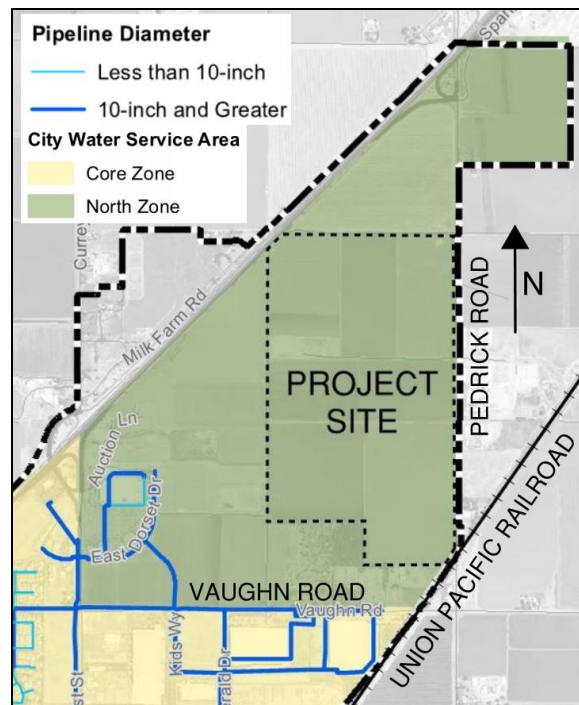 Pipeline Diameter
Less than 10-inch
10-inch and Greater
City Water Service Area
Core Zone
North Zone
Milk Farm Rd
PROJECT
SITE
PEDRICK ROAD
N
Auction Ln
East Dorset Dr
VAUGHN ROAD
Vaughn Rd
Kids Wy
UNION PACIFIC RAILROAD